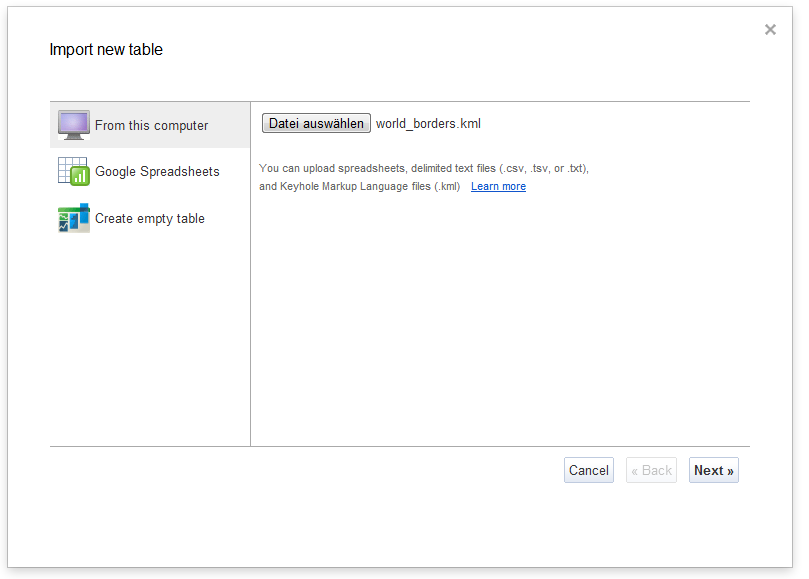 ×
Import new table
From this computer
Google Spreadsheets
Create empty table
Datei auswählen world_borders.kml
You can upload spreadsheets, delimited text files (.csv, .tsv, or .txt),
and Keyhole Markup Language files (.kml) Learn more
Cancel « Back Next »